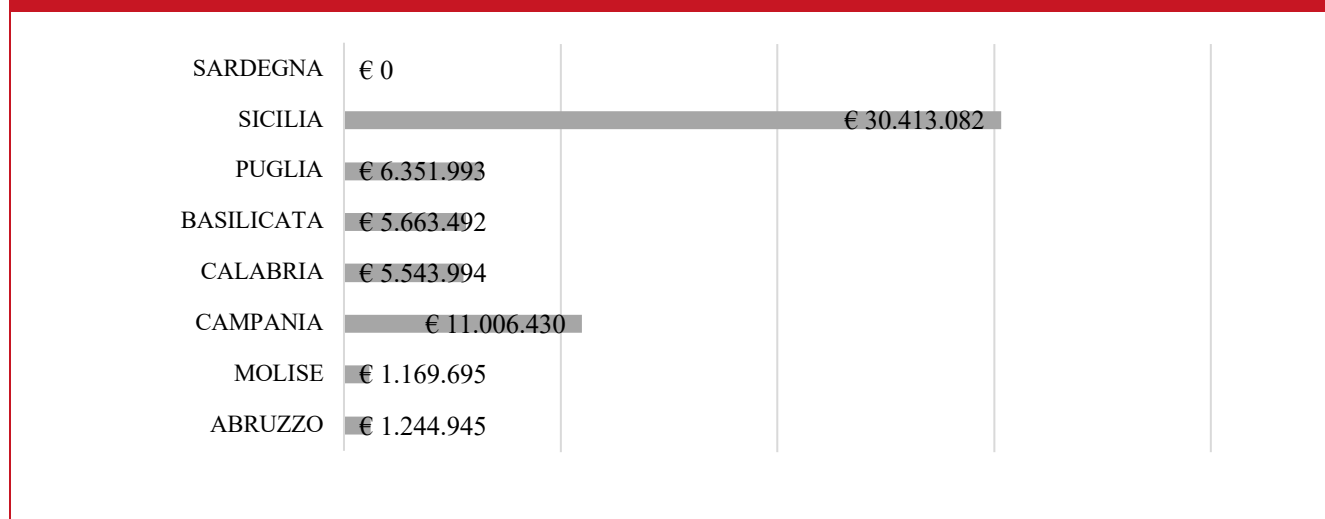 SARDEGNA € 0
SICILIA € 30.413.082
PUGLIA € 6.351.993
BASILICATA € 5.663.492
CALABRIA € 5.543.994
CAMPANIA € 11.006.430
MOLISE € 1.169.695
ABRUZZO € 1.244.945